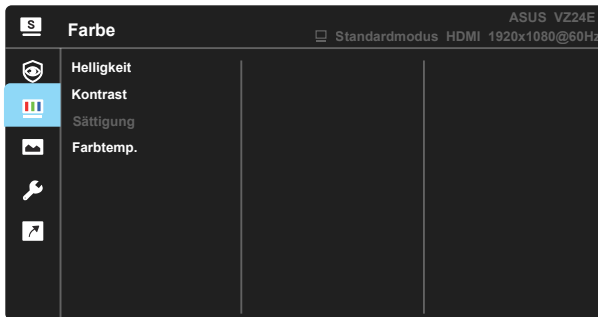 S
Farbe
ASUS VZ24E
Standardmodus HDMI 1920x1080@60Hz
Helligkeit
Kontrast
Sättigung
Farbtemp.